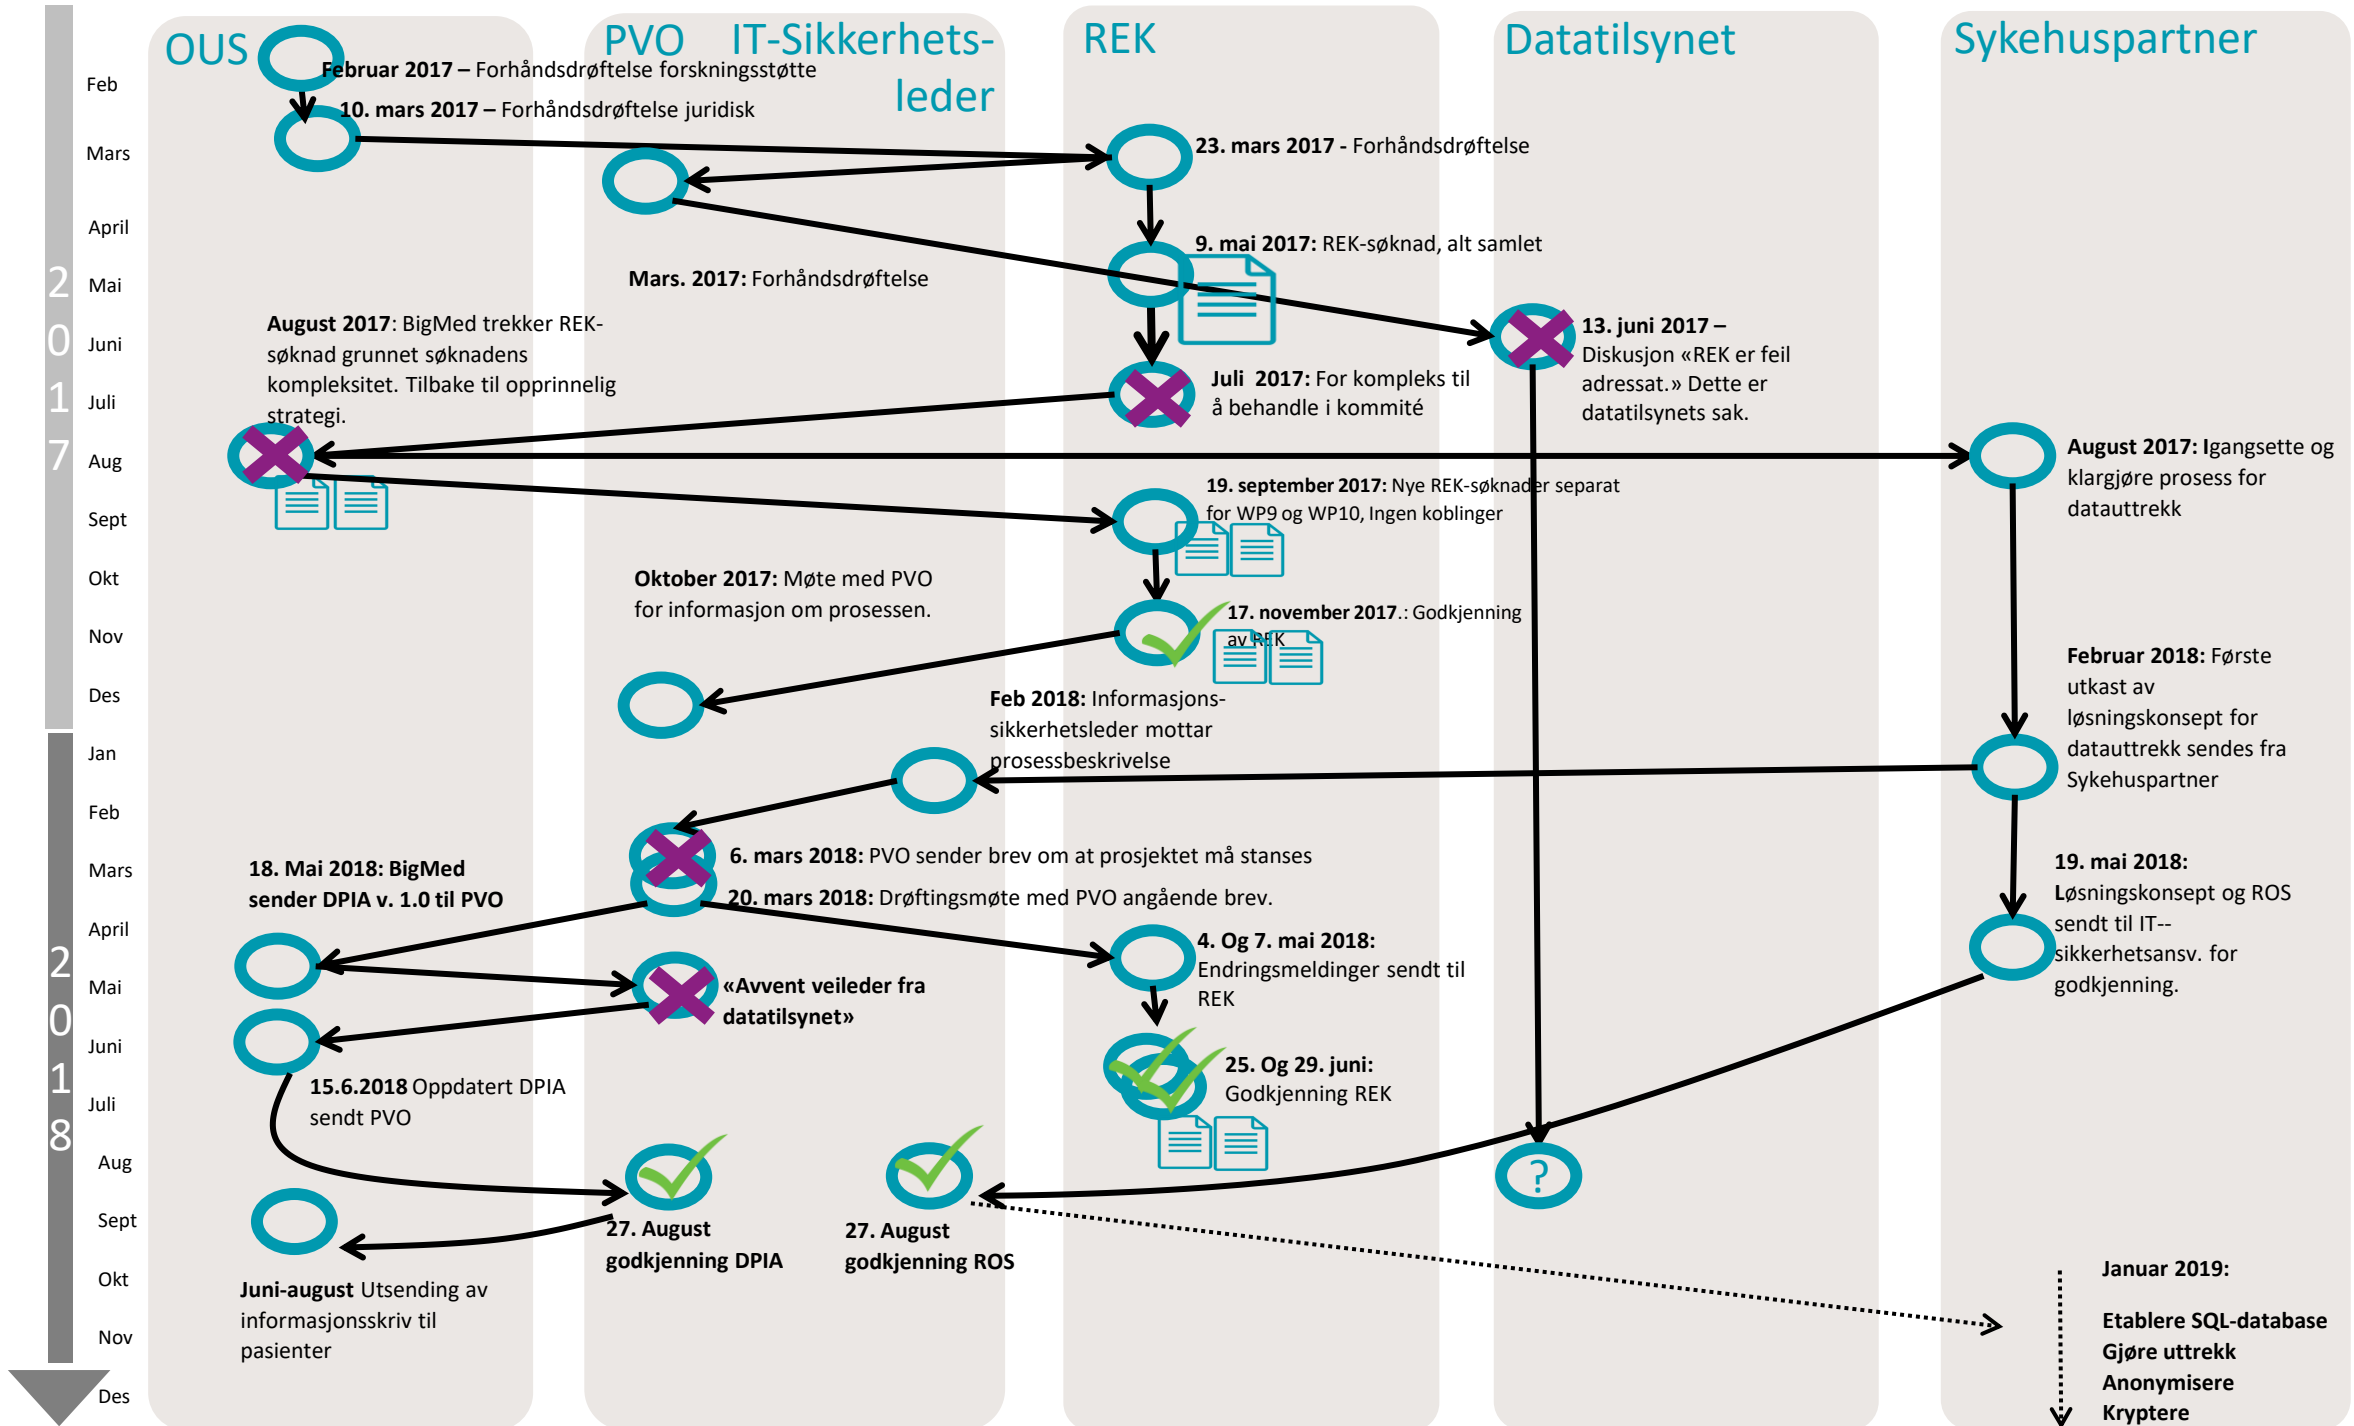 OUS
PVO
IT-Sikkerhets-
leder
REK
Datatilsynet
Sykehuspartner
2017
Feb
Mars
April
Mai
Juni
Juli
Aug
Sept
Okt
Nov
Des
2018
Jan
Feb
Mars
April
Mai
Juni
Juli
Aug
Sept
Okt
Nov
Des
Februar 2017 – Forhåndsdrøftelse forskningsstøtte
10. mars 2017 – Forhåndsdrøftelse juridisk
23. mars 2017 - Forhåndsdrøftelse
Mars. 2017: Forhåndsdrøftelse
9. mai 2017: REK-søknad, alt samlet
13. juni 2017 –
Diskusjon «REK er feil
adressat.» Dette er
datatilsynets sak.
Juli 2017: For kompleks til
å behandle i kommité
August 2017: BigMed trekker REK-
søknad grunnet søknadens
kompleksitet. Tilbake til opprinnelig
strategi.
August 2017: Igangsette og
klargjøre prosess for
datauttrekk
19. september 2017: Nye REK-søknader separat
for WP9 og WP10, Ingen koblinger
Oktober 2017: Møte med PVO
for informasjon om prosessen.
17. november 2017.: Godkjenning
av REK
Feb 2018: Informasjons-
sikkerhetsleder mottar
prosessbeskrivelse
Februar 2018: Første
utkast av
løsningskonsept for
datauttrekk sendes fra
Sykehuspartner
6. mars 2018: PVO sender brev om at prosjektet må stanses
20. mars 2018: Drøftingsmøte med PVO angående brev.
18. Mai 2018: BigMed
sender DPIA v. 1.0 til PVO
«Avvent veileder fra
datatilsynet»
4. Og 7. mai 2018:
Endringsmeldinger sendt til
REK
19. mai 2018:
Løsningskonsept og ROS
sendt til IT--
sikkerhetsansv. for
godkjenning.
15.6.2018 Oppdatert DPIA
sendt PVO
25. Og 29. juni:
Godkjenning REK
?
27. August
godkjenning DPIA
27. August
godkjenning ROS
Juni-august Utsending av
informasjonsskriv til
pasienter
Januar 2019:
Etablere SQL-database
Gjøre uttrekk
Anonymisere
Kryptere